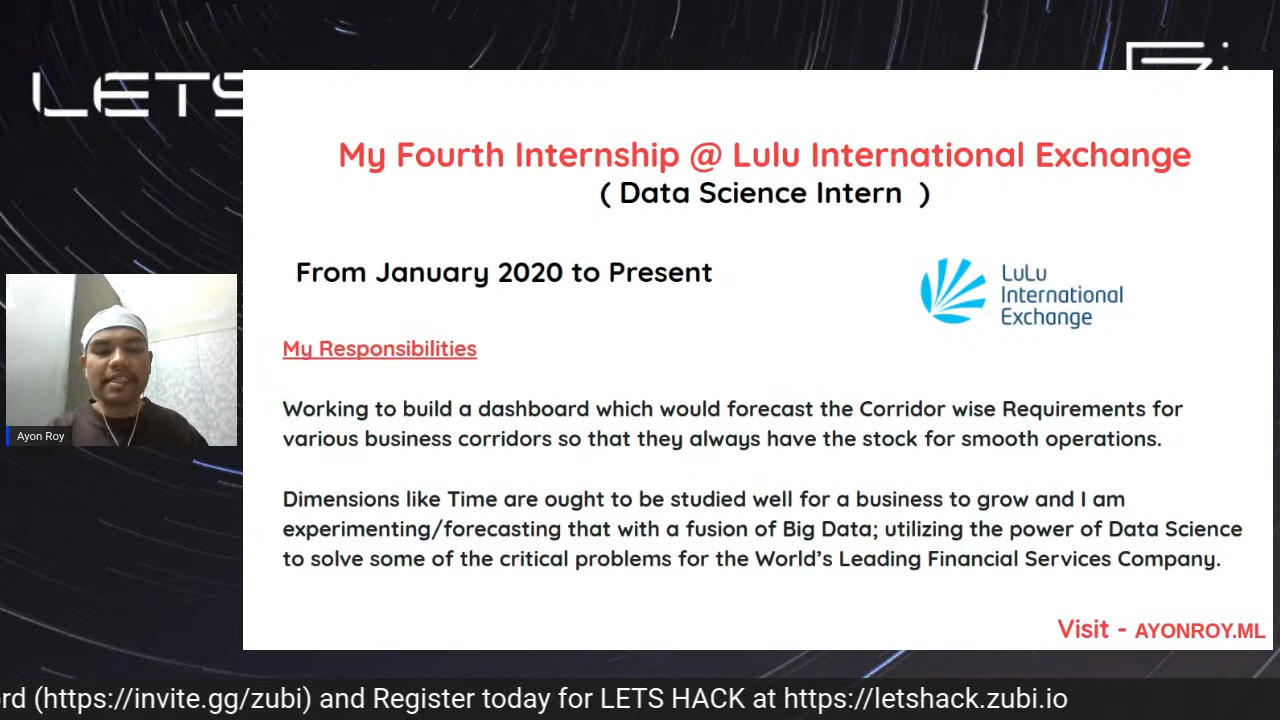 LETS
My Fourth Internship @ Lulu International Exchange
( Data Science Intern )
From January 2020 to Present
LuLu
International
Exchange
My Responsibilities
Working to build a dashboard which would forecast the Corridor wise Requirements for
various business corridors so that they always have the stock for smooth operations.
Dimensions like Time are ought to be studied well for a business to grow and I am
experimenting/forecasting that with a fusion of Big Data; utilizing the power of Data Science
to solve some of the critical problems for the World's Leading Financial Services Company.
Visit - AYONROY.ML
Ayon Roy
rd (https://invite.gg/zubi) and Register today for LETS HACK at https://letshack.zubi.io